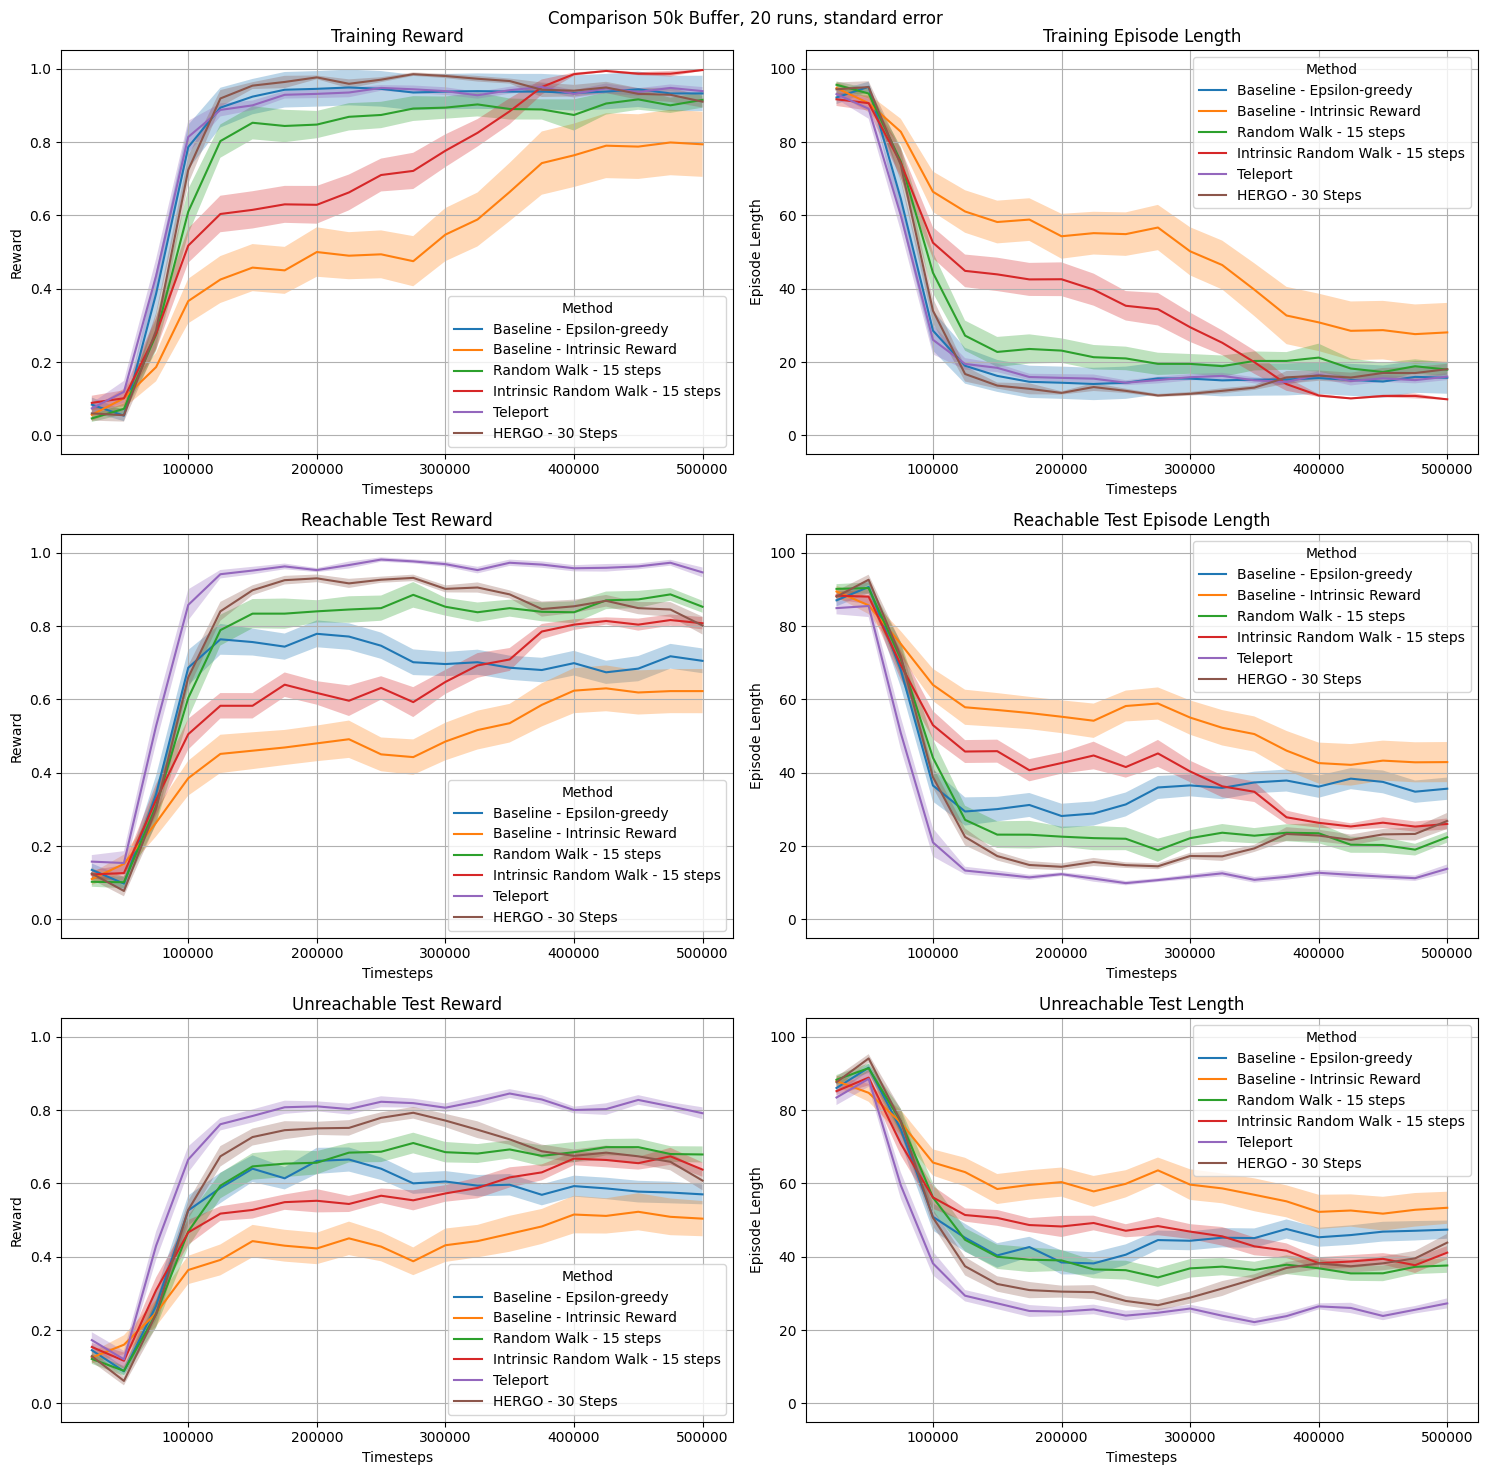 Comparison 50k Buffer, 20 runs, standard error
Training Reward
1.0
0.8
0.6
0.4
0.2
0.0
Reward
Method
Baseline - Epsilon-greedy
Baseline - Intrinsic Reward
Random Walk - 15 steps
Intrinsic Random Walk - 15 steps
Teleport
HERGO - 30 Steps
100000 200000 300000 400000 500000
Timesteps
Training Episode Length
100
80
60
40
20
0
Episode Length
Method
Baseline - Epsilon-greedy
Baseline - Intrinsic Reward
Random Walk - 15 steps
Intrinsic Random Walk - 15 steps
Teleport
HERGO - 30 Steps
100000 200000 300000 400000 500000
Timesteps
Reachable Test Reward
1.0
0.8
0.6
0.4
0.2
0.0
Reward
Method
Baseline - Epsilon-greedy
Baseline - Intrinsic Reward
Random Walk - 15 steps
Intrinsic Random Walk - 15 steps
Teleport
HERGO - 30 Steps
100000 200000 300000 400000 500000
Timesteps
Reachable Test Episode Length
100
80
60
40
20
0
Episode Length
Method
Baseline - Epsilon-greedy
Baseline - Intrinsic Reward
Random Walk - 15 steps
Intrinsic Random Walk - 15 steps
Teleport
HERGO - 30 Steps
100000 200000 300000 400000 500000
Timesteps
Unreachable Test Reward
1.0
0.8
0.6
0.4
0.2
0.0
Reward
Method
Baseline - Epsilon-greedy
Baseline - Intrinsic Reward
Random Walk - 15 steps
Intrinsic Random Walk - 15 steps
Teleport
HERGO - 30 Steps
100000 200000 300000 400000 500000
Timesteps
Unreachable Test Length
100
80
60
40
20
0
Episode Length
Method
Baseline - Epsilon-greedy
Baseline - Intrinsic Reward
Random Walk - 15 steps
Intrinsic Random Walk - 15 steps
Teleport
HERGO - 30 Steps
100000 200000 300000 400000 500000
Timesteps